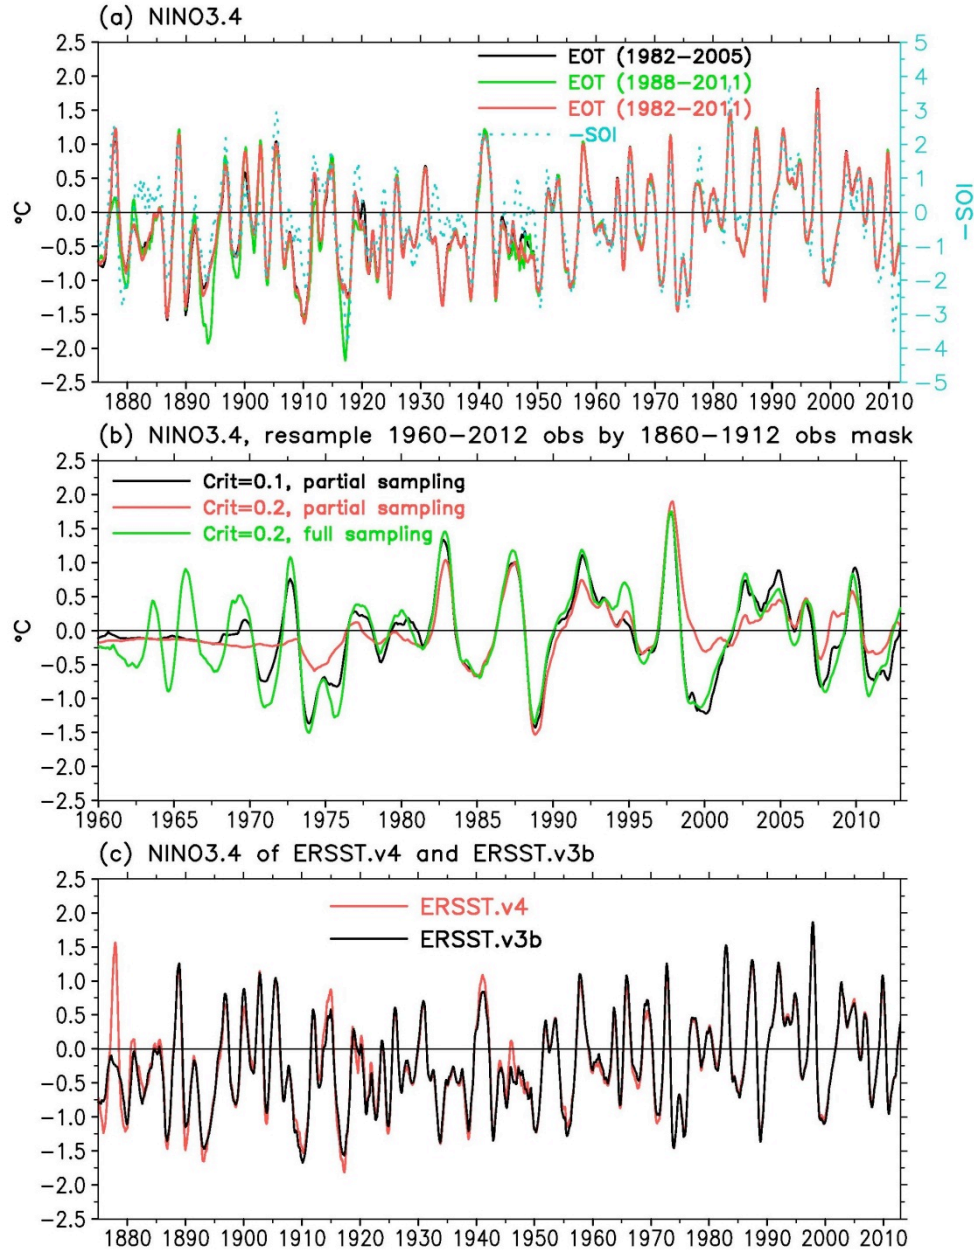 (a) NINO3.4
2.5
2.0
1.5
1.0
0.5
0.0
−0.5
−1.0
−1.5
−2.0
−2.5
°C
EOT (1982−2005)
EOT (1988−2011)
EOT (1982−2011)
−SOI
5
4
3
2
1
0
−1
−2
−3
−4
−5
−SOI
1880 1890 1900 1910 1920 1930 1940 1950 1960 1970 1980 1990 2000 2010
(b) NINO3.4, resample 1960−2012 obs by 1860−1912 obs mask
2.5
2.0
1.5
1.0
0.5
0.0
−0.5
−1.0
−1.5
−2.0
−2.5
°C
Crit=0.1, partial sampling
Crit=0.2, partial sampling
Crit=0.2, full sampling
1960 1965 1970 1975 1980 1985 1990 1995 2000 2005 2010
(c) NINO3.4 of ERSST.v4 and ERSST.v3b
2.5
2.0
1.5
1.0
0.5
0.0
−0.5
−1.0
−1.5
−2.0
−2.5
°C
ERSST.v4
ERSST.v3b
1880 1890 1900 1910 1920 1930 1940 1950 1960 1970 1980 1990 2000 2010